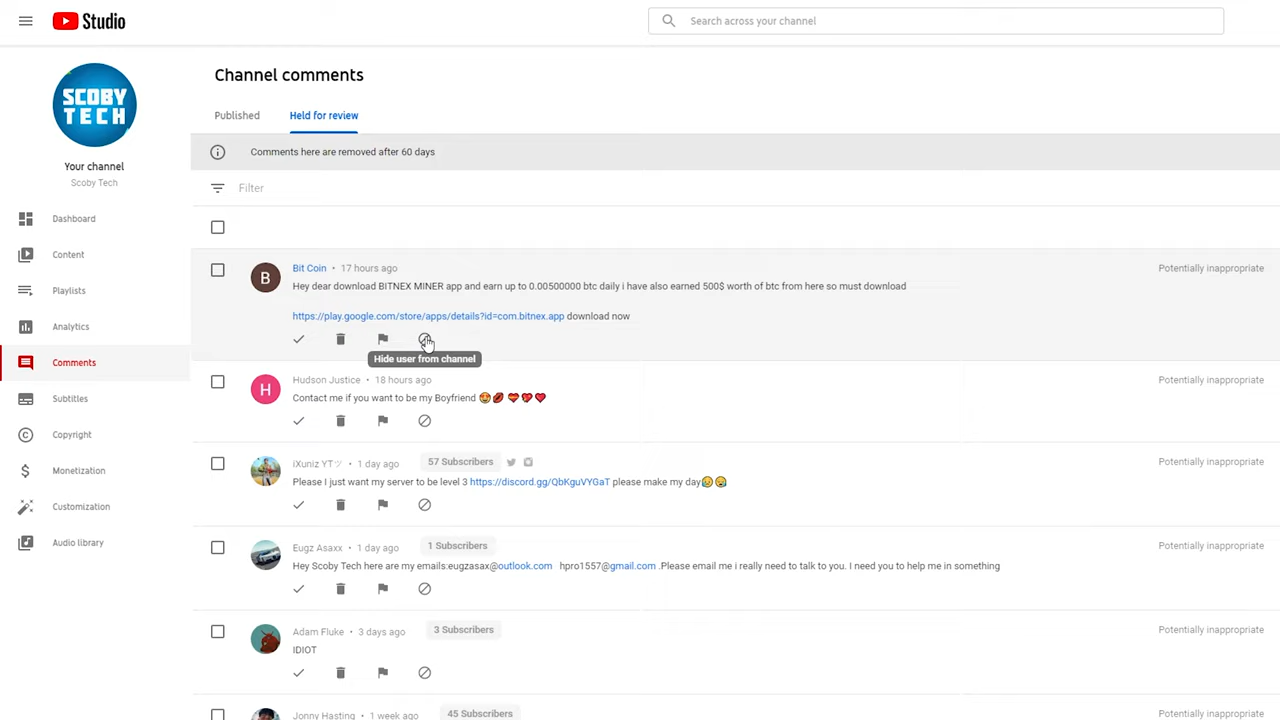 Studio
Search across your channel
SCOBY
TECH
Your channel
Scoby Tech
Dashboard
Content
Playlists
Analytics
Comments
Subtitles
Copyright
Monetization
Customization
Audio library
Channel comments
Published Held for review
Comments here are removed after 60 days
Filter
B
Bit Coin • 17 hours ago Potentially inappropriate
Hey dear download BITNEX MINER app and earn up to 0.00500000 btc daily i have also earned 500$ worth of btc from here so must download
https://play.google.com/store/apps/details?id=com.bitnex.app download now
Hide user from channel
H
Hudson Justice • 18 hours ago Potentially inappropriate
Contact me if you want to be my Boyfriend 🤩💋 💝💖❤
iXuniz YTツ • 1 day ago 57 Subscribers Potentially inappropriate
Please I just want my server to be level 3 https://discord.gg/QbKguVYGaT please make my day😥😪
Eugz Asaxx • 1 day ago 1 Subscribers Potentially inappropriate
Hey Scoby Tech here are my emails:eugzasax@outlook.com hpro1557@gmail.com .Please email me i really need to talk to you. I need you to help me in something
Adam Fluke • 3 days ago 3 Subscribers Potentially inappropriate
IDIOT
Jonny Hasting • 1 week ago 45 Subscribers Potentially inappropriate